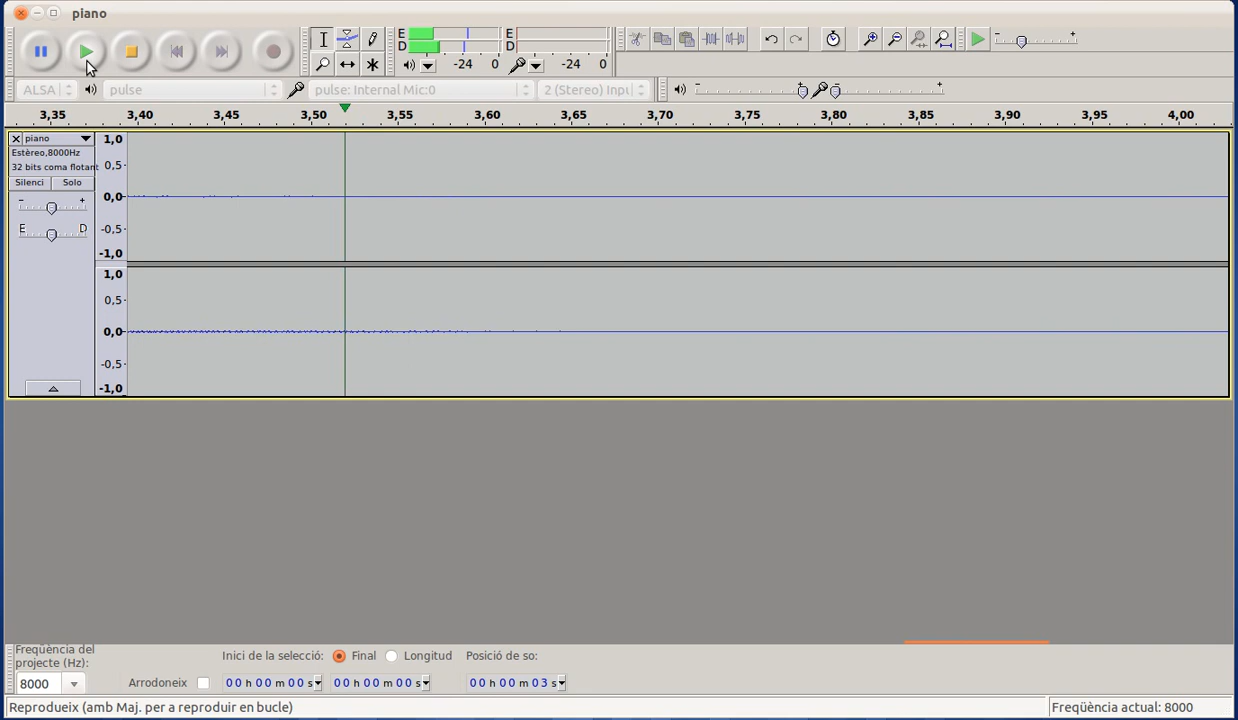 piano
E
D
-24 0
E
D
-24 0
- +
ALSA
pulse
pulse: Internal Mic:0
2 (Stereo) Inpu
- +
- +
3,35 3,40 3,45 3,50 3,55 3,60 3,65 3,70 3,75 3,80 3,85 3,90 3,95 4,00
piano
Estèreo,8000Hz
32 bits coma flotant
Silenci Solo
- +
E D
1,0
0,5
0,0
-0,5
-1,0
1,0
0,5
0,0
-0,5
-1,0
Freqüència del
projecte (Hz):
8000
Inici de la selecció:
Final
Longitud
Posició de so:
Arrodoneix
00 h 00 m 00 s
00 h 00 m 00 s
00 h 00 m 03 s
Reprodueix (amb Maj. per a reproduir en bucle)
Freqüència actual: 8000